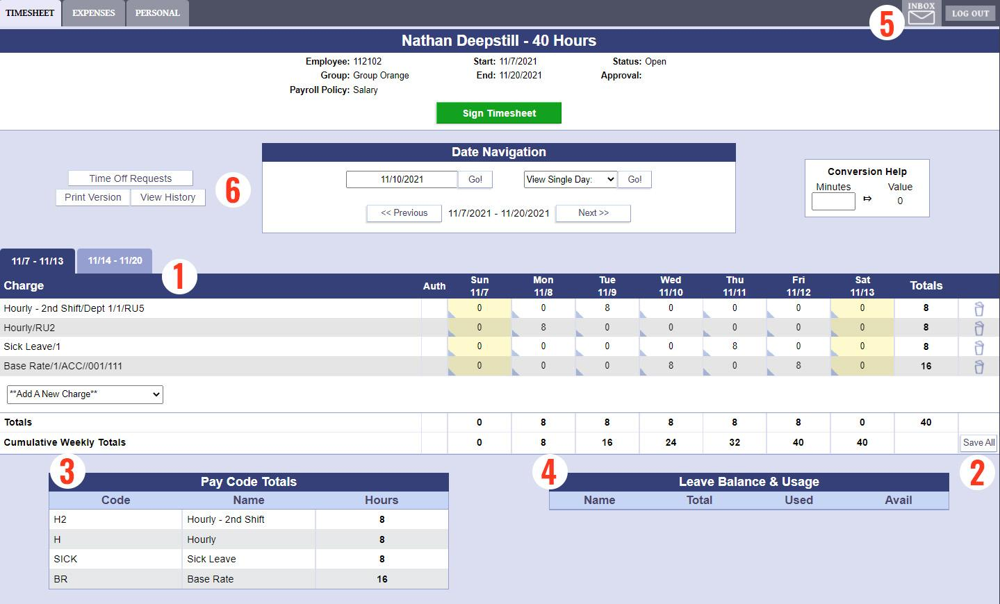 TIMESHEET EXPENSES PERSONAL INBOX LOG OUT
5
Nathan Deepstill - 40 Hours
Employee: 112102 Start: 11/7/2021 Status: Open
Group: Group Orange End: 11/20/2021 Approval:
Payroll Policy: Salary
Sign Timesheet
Date Navigation
Time Off Requests 11/10/2021 Go! View Single Day: Go! Conversion Help
Print Version View History 6 Minutes ⇔ Value
<< Previous 11/7/2021 - 11/20/2021 Next >> 0
11/7 - 11/13 11/14 - 11/20
1
Charge Auth Sun 11/7 Mon 11/8 Tue 11/9 Wed 11/10 Thu 11/11 Fri 11/12 Sat 11/13 Totals
Hourly - 2nd Shift/Dept 1/1/RU5 0 0 8 0 0 0 0 8
Hourly/RU2 0 8 0 0 0 0 0 8
Sick Leave/1 0 0 0 0 8 0 0 8
Base Rate/1/ACC//001/111 0 0 0 8 0 8 0 16
**Add A New Charge**
Totals 0 8 8 8 8 8 0 40
Cumulative Weekly Totals 0 8 16 24 32 40 40 Save All
3 4 2
Pay Code Totals Leave Balance & Usage
Code Name Hours Name Total Used Avail
H2 Hourly - 2nd Shift 8
H Hourly 8
SICK Sick Leave 8
BR Base Rate 16